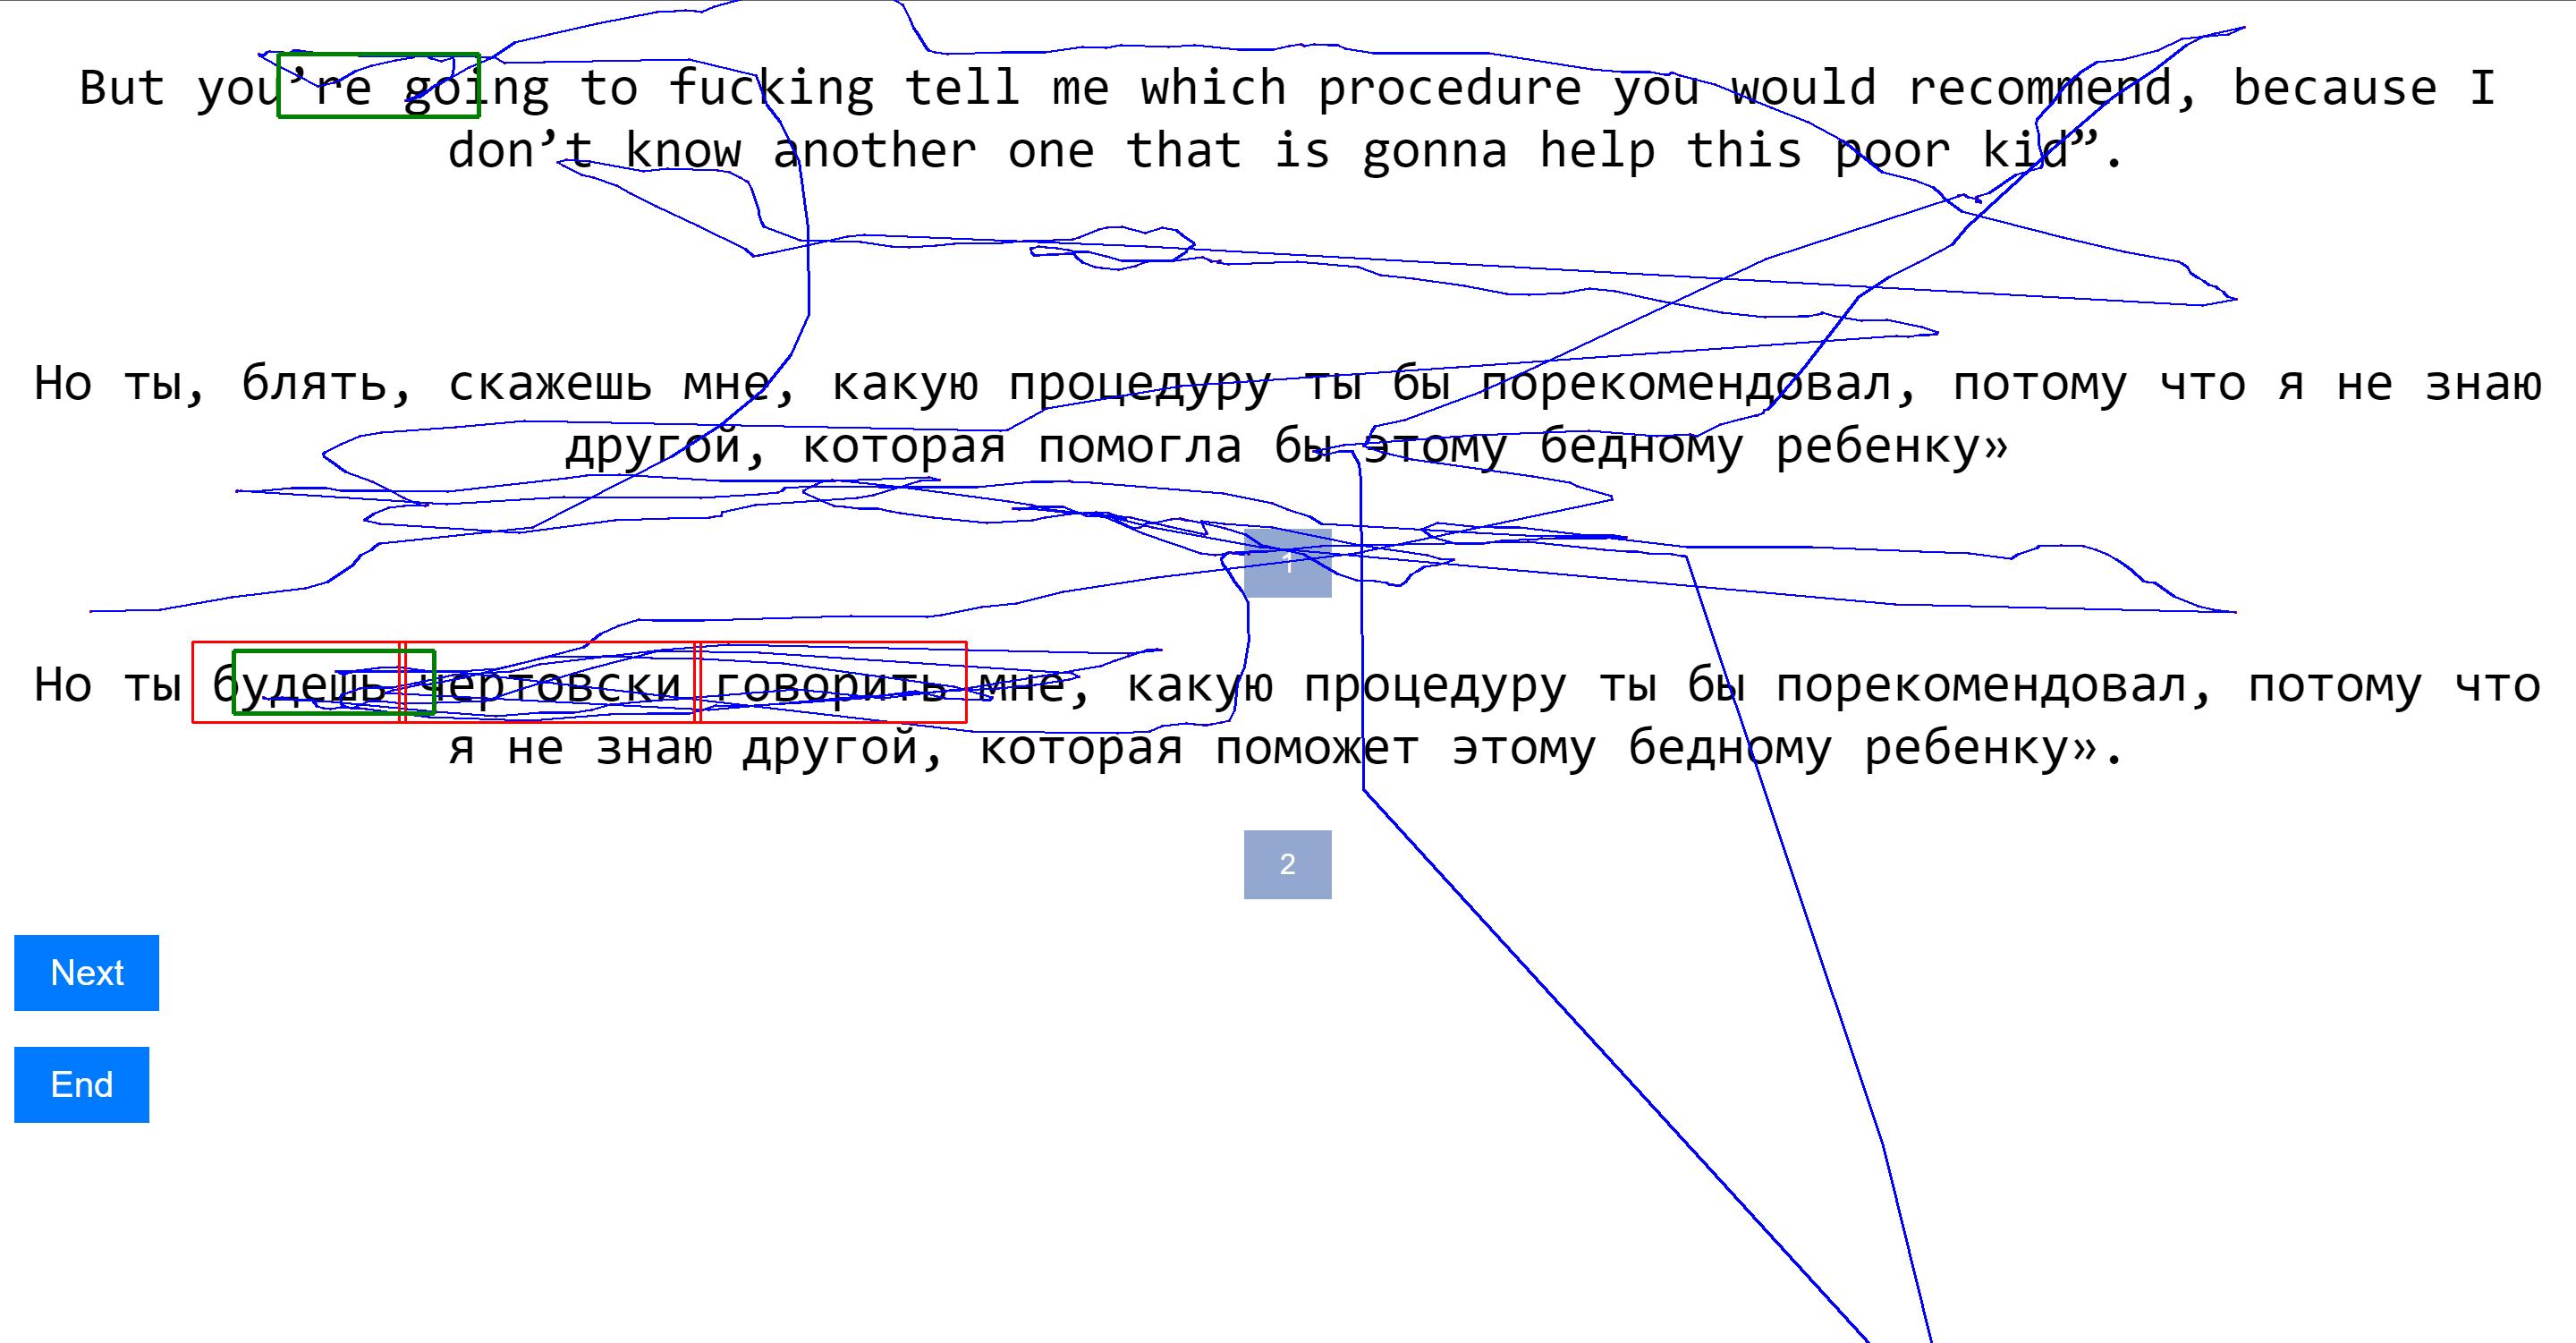 But you’re going to fucking tell me which procedure you would recommend, because I
don’t know another one that is gonna help this poor kid”.
Но ты, блять, скажешь мне, какую процедуру ты бы порекомендовал, потому что я не знаю
другой, которая помогла бы этому бедному ребенку»
1
Но ты будешь чертовски говорить мне, какую процедуру ты бы порекомендовал, потому что
я не знаю другой, которая поможет этому бедному ребенку».
2
Next
End